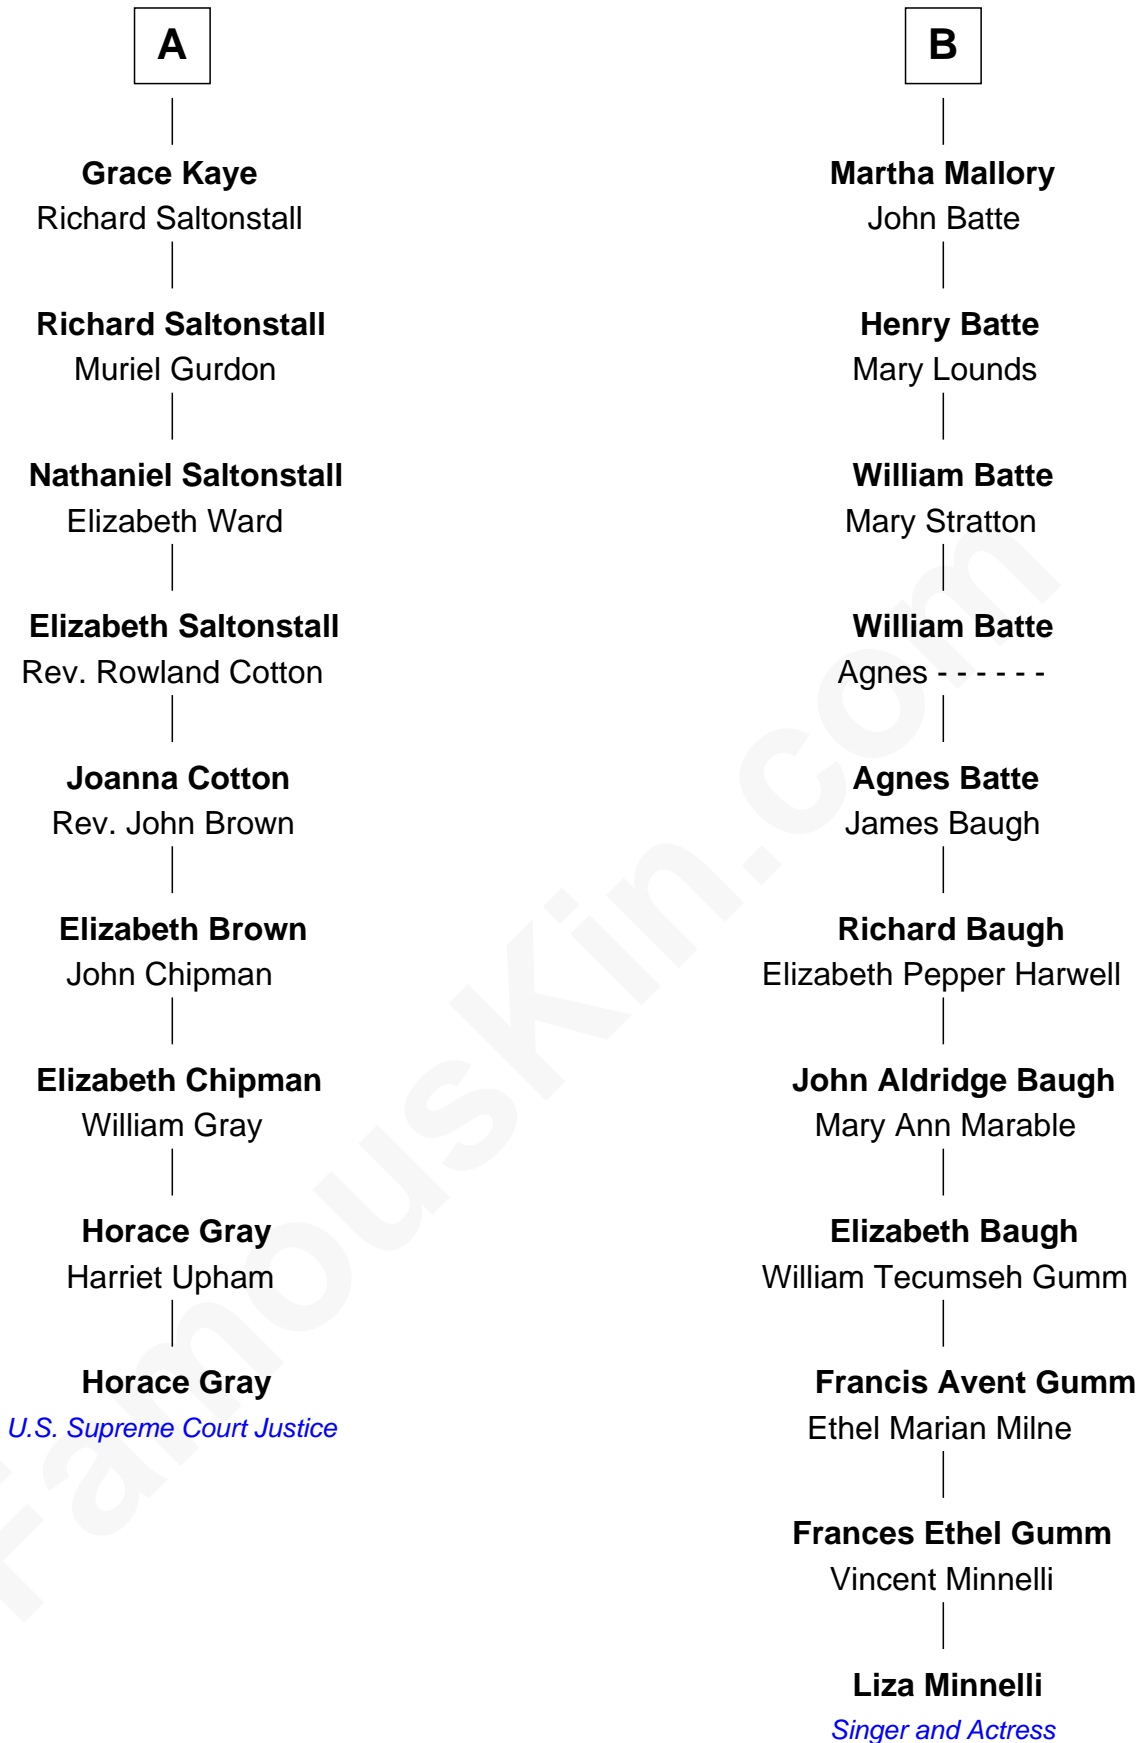 A
Grace Kaye
Richard Saltonstall
Richard Saltonstall
Muriel Gurdon
Nathaniel Saltonstall
Elizabeth Ward
Elizabeth Saltonstall
Rev. Rowland Cotton
Joanna Cotton
Rev. John Brown
Elizabeth Brown
John Chipman
Elizabeth Chipman
William Gray
Horace Gray
Harriet Upham
Horace Gray
U.S. Supreme Court Justice
B
Martha Mallory
John Batte
Henry Batte
Mary Lounds
William Batte
Mary Stratton
William Batte
Agnes - - - - - -
Agnes Batte
James Baugh
Richard Baugh
Elizabeth Pepper Harwell
John Aldridge Baugh
Mary Ann Marable
Elizabeth Baugh
William Tecumseh Gumm
Francis Avent Gumm
Ethel Marian Milne
Frances Ethel Gumm
Vincent Minnelli
Liza Minnelli
Singer and Actress
FamousKin.com